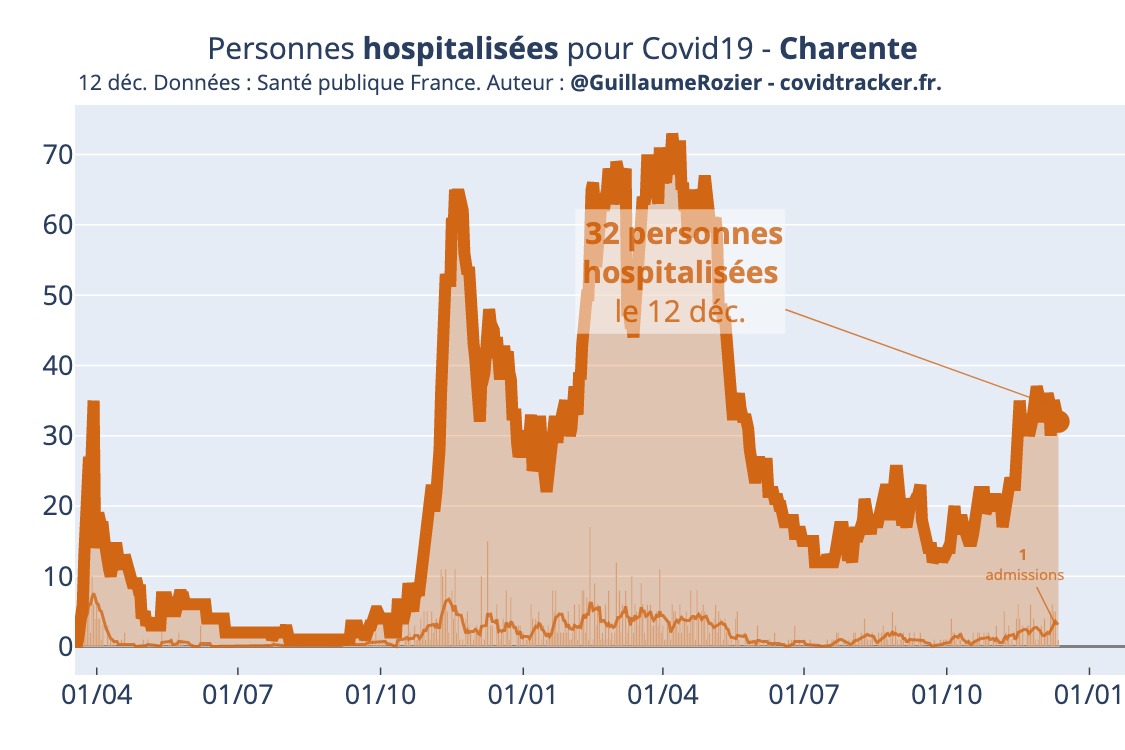 Personnes hospitalisées pour Covid19 - Charente
12 déc. Données : Santé publique France. Auteur : @GuillaumeRozier - covidtracker.fr.
70
60
50
40
30
20
10
0
32 personnes
hospitalisées
le 12 déc.
1
admissions
01/04 01/07 01/10 01/01 01/04 01/07 01/10 01/01